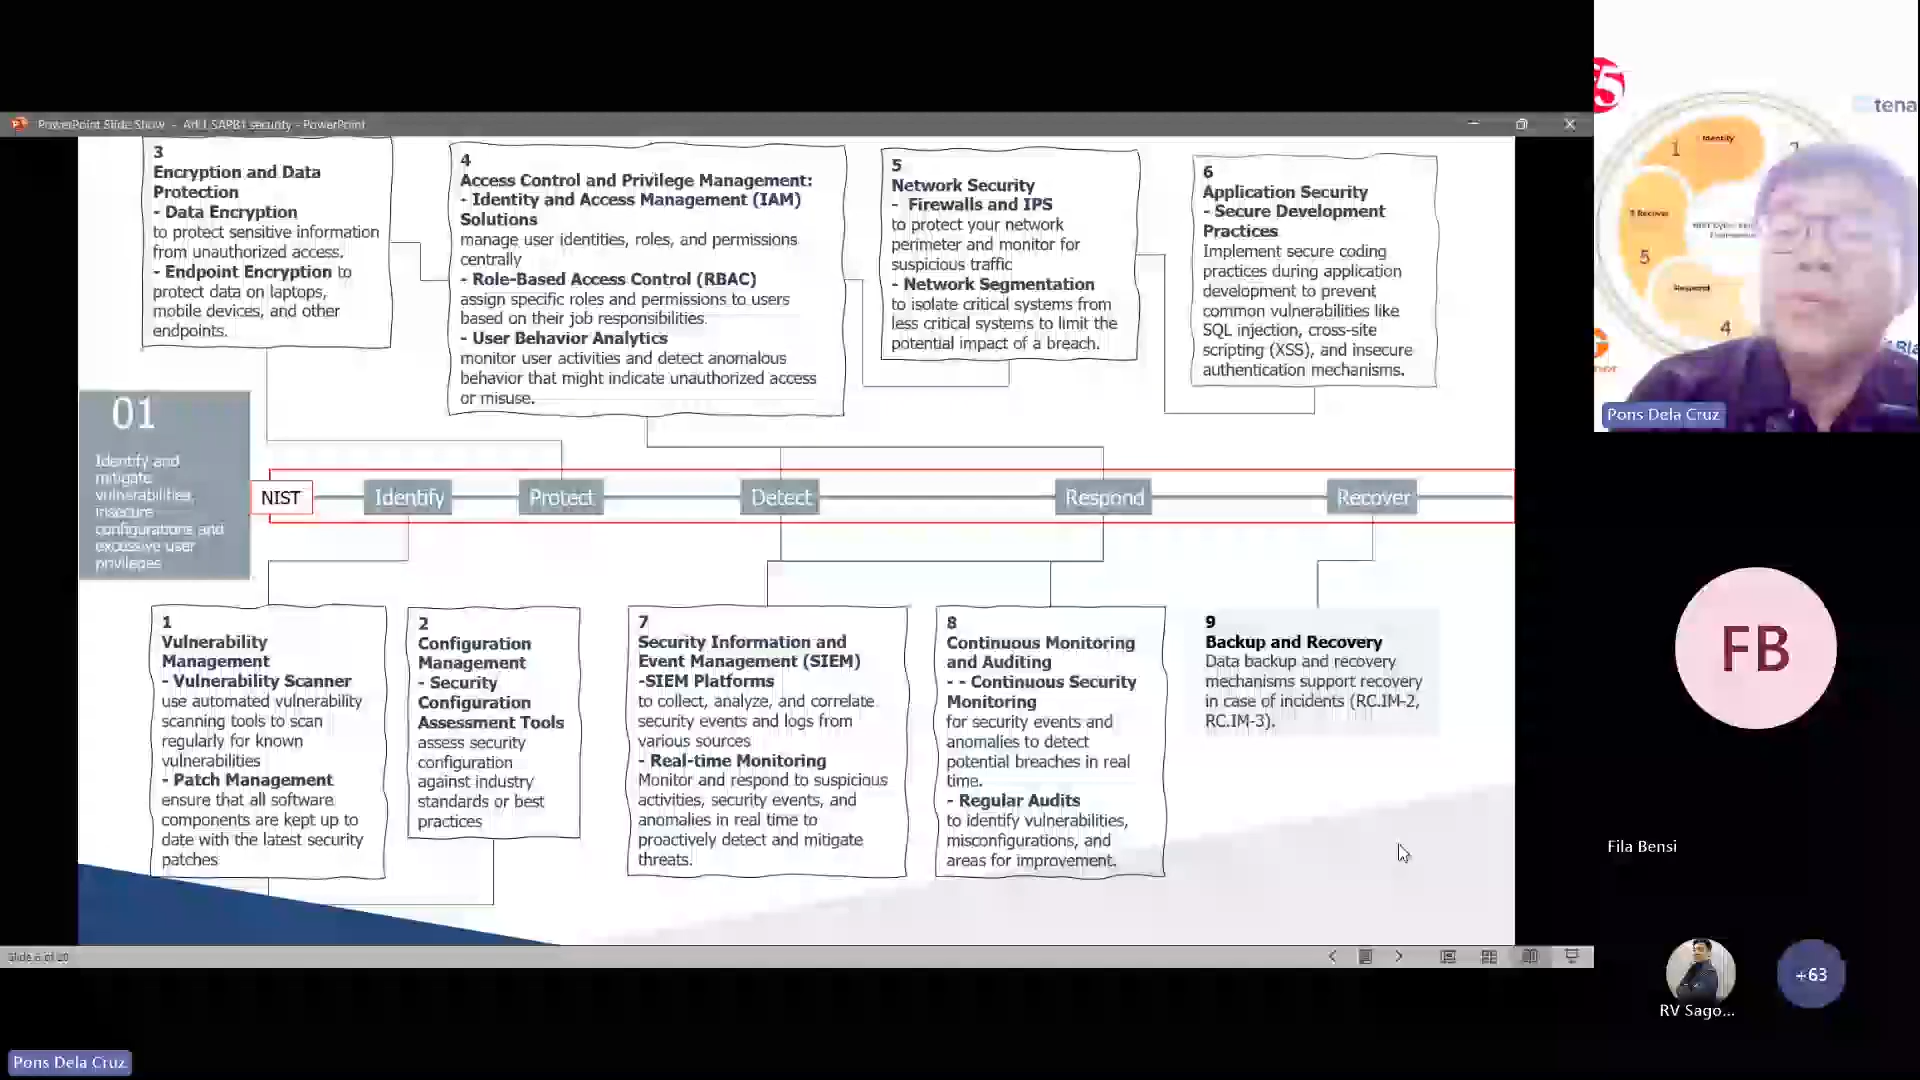 PowerPoint Slide Show - Ad I_SAPB1 security - PowerPoint
3
Encryption and Data
Protection
- Data Encryption
to protect sensitive information
from unauthorized access.
- Endpoint Encryption to
protect data on laptops,
mobile devices, and other
endpoints.
4
Access Control and Privilege Management:
- Identity and Access Management (IAM)
Solutions
manage user identities, roles, and permissions
centrally
- Role-Based Access Control (RBAC)
assign specific roles and permissions to users
based on their job responsibilities.
- User Behavior Analytics
monitor user activities and detect anomalous
behavior that might indicate unauthorized access
or misuse.
5
Network Security
- Firewalls and IPS
to protect your network
perimeter and monitor for
suspicious traffic
- Network Segmentation
to isolate critical systems from
less critical systems to limit the
potential impact of a breach.
6
Application Security
- Secure Development
Practices
Implement secure coding
practices during application
development to prevent
common vulnerabilities like
SQL injection, cross-site
scripting (XSS), and insecure
authentication mechanisms.
01
Identify and
mitigate
vulnerabilities,
insecure
configurations and
excessive user
privileges
NIST
Identify
Protect
Detect
Respond
Recover
1
Vulnerability
Management
- Vulnerability Scanner
use automated vulnerability
scanning tools to scan
regularly for known
vulnerabilities
- Patch Management
ensure that all software
components are kept up to
date with the latest security
patches
2
Configuration
Management
- Security
Configuration
Assessment Tools
assess security
configuration
against industry
standards or best
practices
7
Security Information and
Event Management (SIEM)
-SIEM Platforms
to collect, analyze, and correlate
security events and logs from
various sources
- Real-time Monitoring
Monitor and respond to suspicious
activities, security events, and
anomalies in real time to
proactively detect and mitigate
threats.
8
Continuous Monitoring
and Auditing
- - Continuous Security
Monitoring
for security events and
anomalies to detect
potential breaches in real
time.
- Regular Audits
to identify vulnerabilities,
misconfigurations, and
areas for improvement.
9
Backup and Recovery
Data backup and recovery
mechanisms support recovery
in case of incidents (RC.IM-2,
RC.IM-3).
Slide 6 of 20
5
tena
Identify
1
Recover
5
Respond
4
Pons Dela Cruz
FB
Fila Bensi
+63
RV Sago...
Pons Dela Cruz